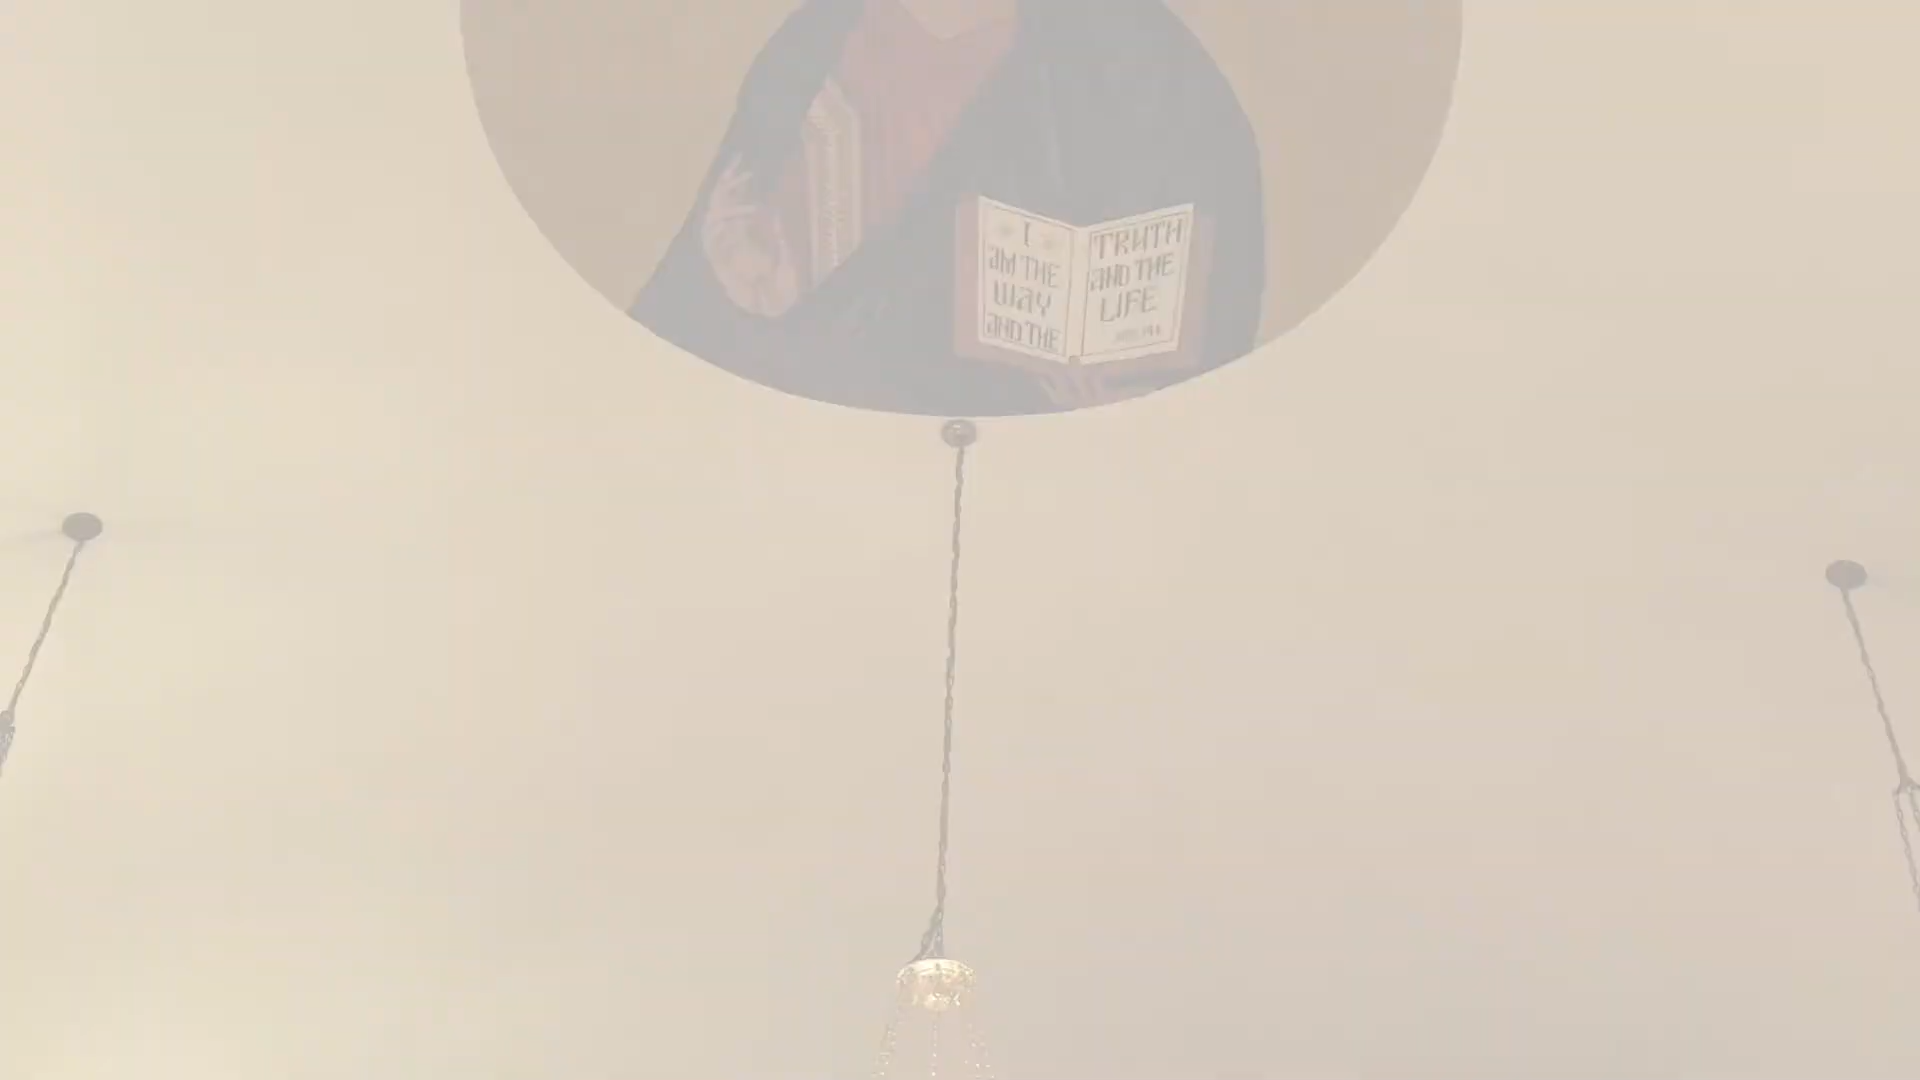 I
AM THE
WAY
AND THE
TRUTH
AND THE
LIFE